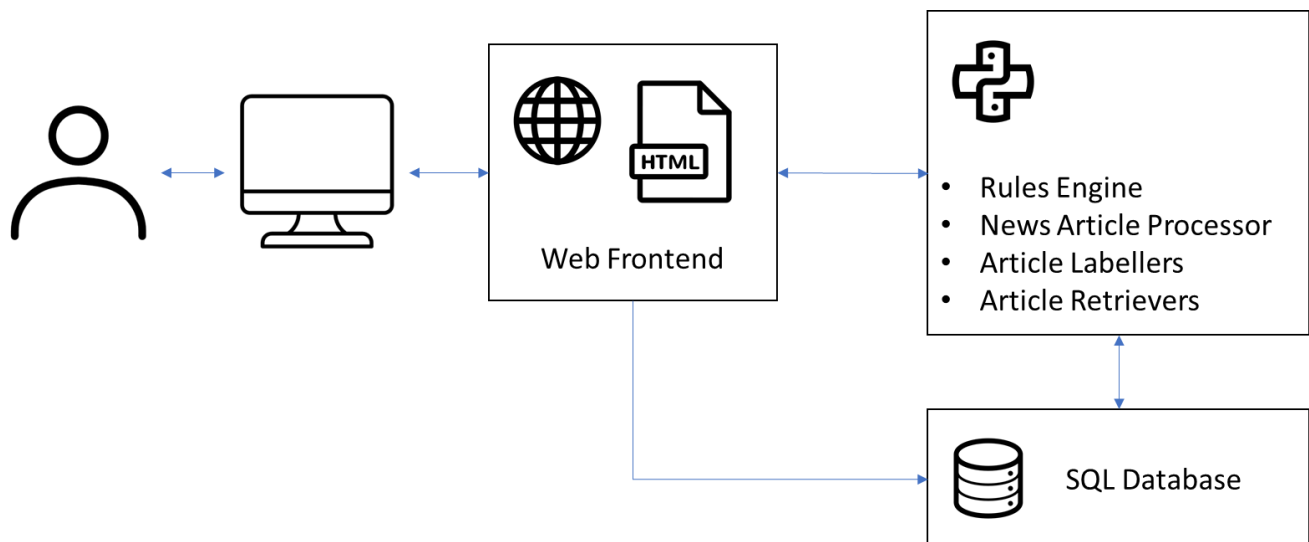 HTML
Web Frontend
• Rules Engine
• News Article Processor
• Article Labellers
• Article Retrievers
SQL Database